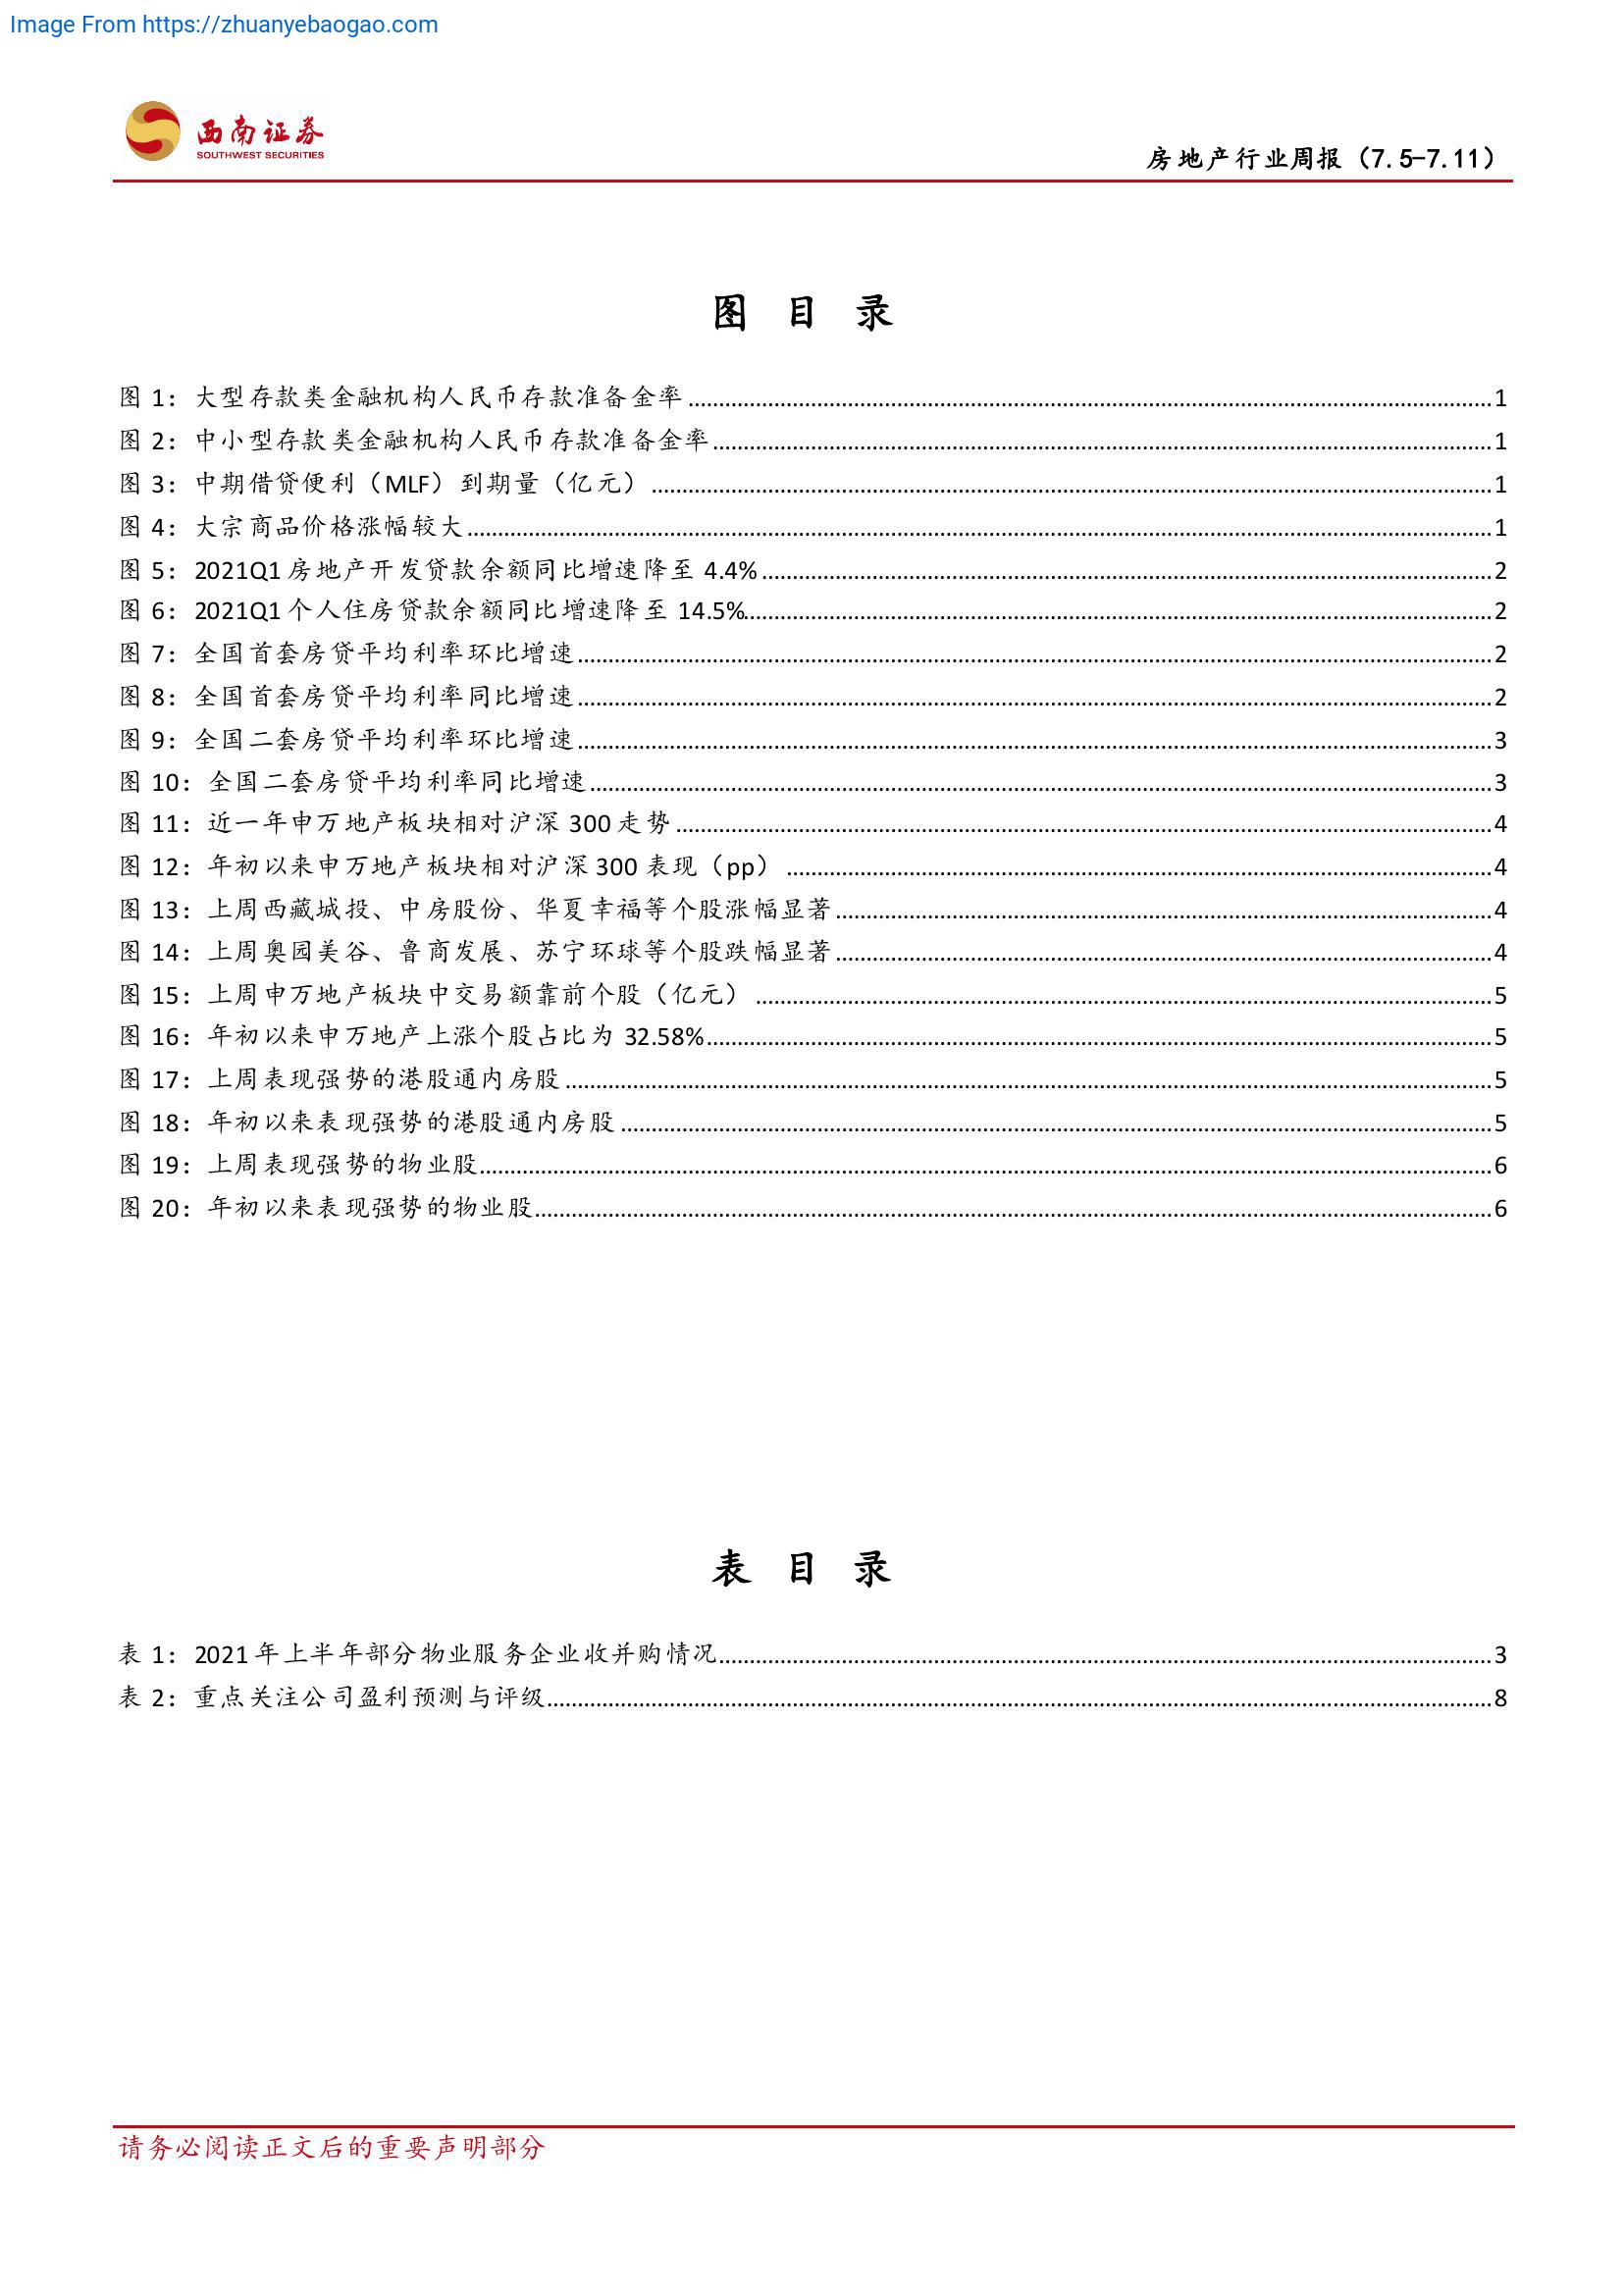 Image From https://zhuanyebaogao.com
西南证券
SOUTHWEST SECURITIES
房地产行业周报（7.5-7.11）
图 目 录
图 1：大型存款类金融机构人民币存款准备金率 1
图 2：中小型存款类金融机构人民币存款准备金率 1
图 3：中期借贷便利（MLF）到期量（亿元） 1
图 4：大宗商品价格涨幅较大 1
图 5：2021Q1 房地产开发贷款余额同比增速降至 4.4% 2
图 6：2021Q1 个人住房贷款余额同比增速降至 14.5% 2
图 7：全国首套房贷平均利率环比增速 2
图 8：全国首套房贷平均利率同比增速 2
图 9：全国二套房贷平均利率环比增速 3
图 10：全国二套房贷平均利率同比增速 3
图 11：近一年申万地产板块相对沪深 300 走势 4
图 12：年初以来申万地产板块相对沪深 300 表现（pp） 4
图 13：上周西藏城投、中房股份、华夏幸福等个股涨幅显著 4
图 14：上周奥园美谷、鲁商发展、苏宁环球等个股跌幅显著 4
图 15：上周申万地产板块中交易额靠前个股（亿元） 5
图 16：年初以来申万地产上涨个股占比为 32.58% 5
图 17：上周表现强势的港股通内房股 5
图 18：年初以来表现强势的港股通内房股 5
图 19：上周表现强势的物业股 6
图 20：年初以来表现强势的物业股 6
表 目 录
表 1：2021 年上半年部分物业服务企业收并购情况 3
表 2：重点关注公司盈利预测与评级 8
请务必阅读正文后的重要声明部分